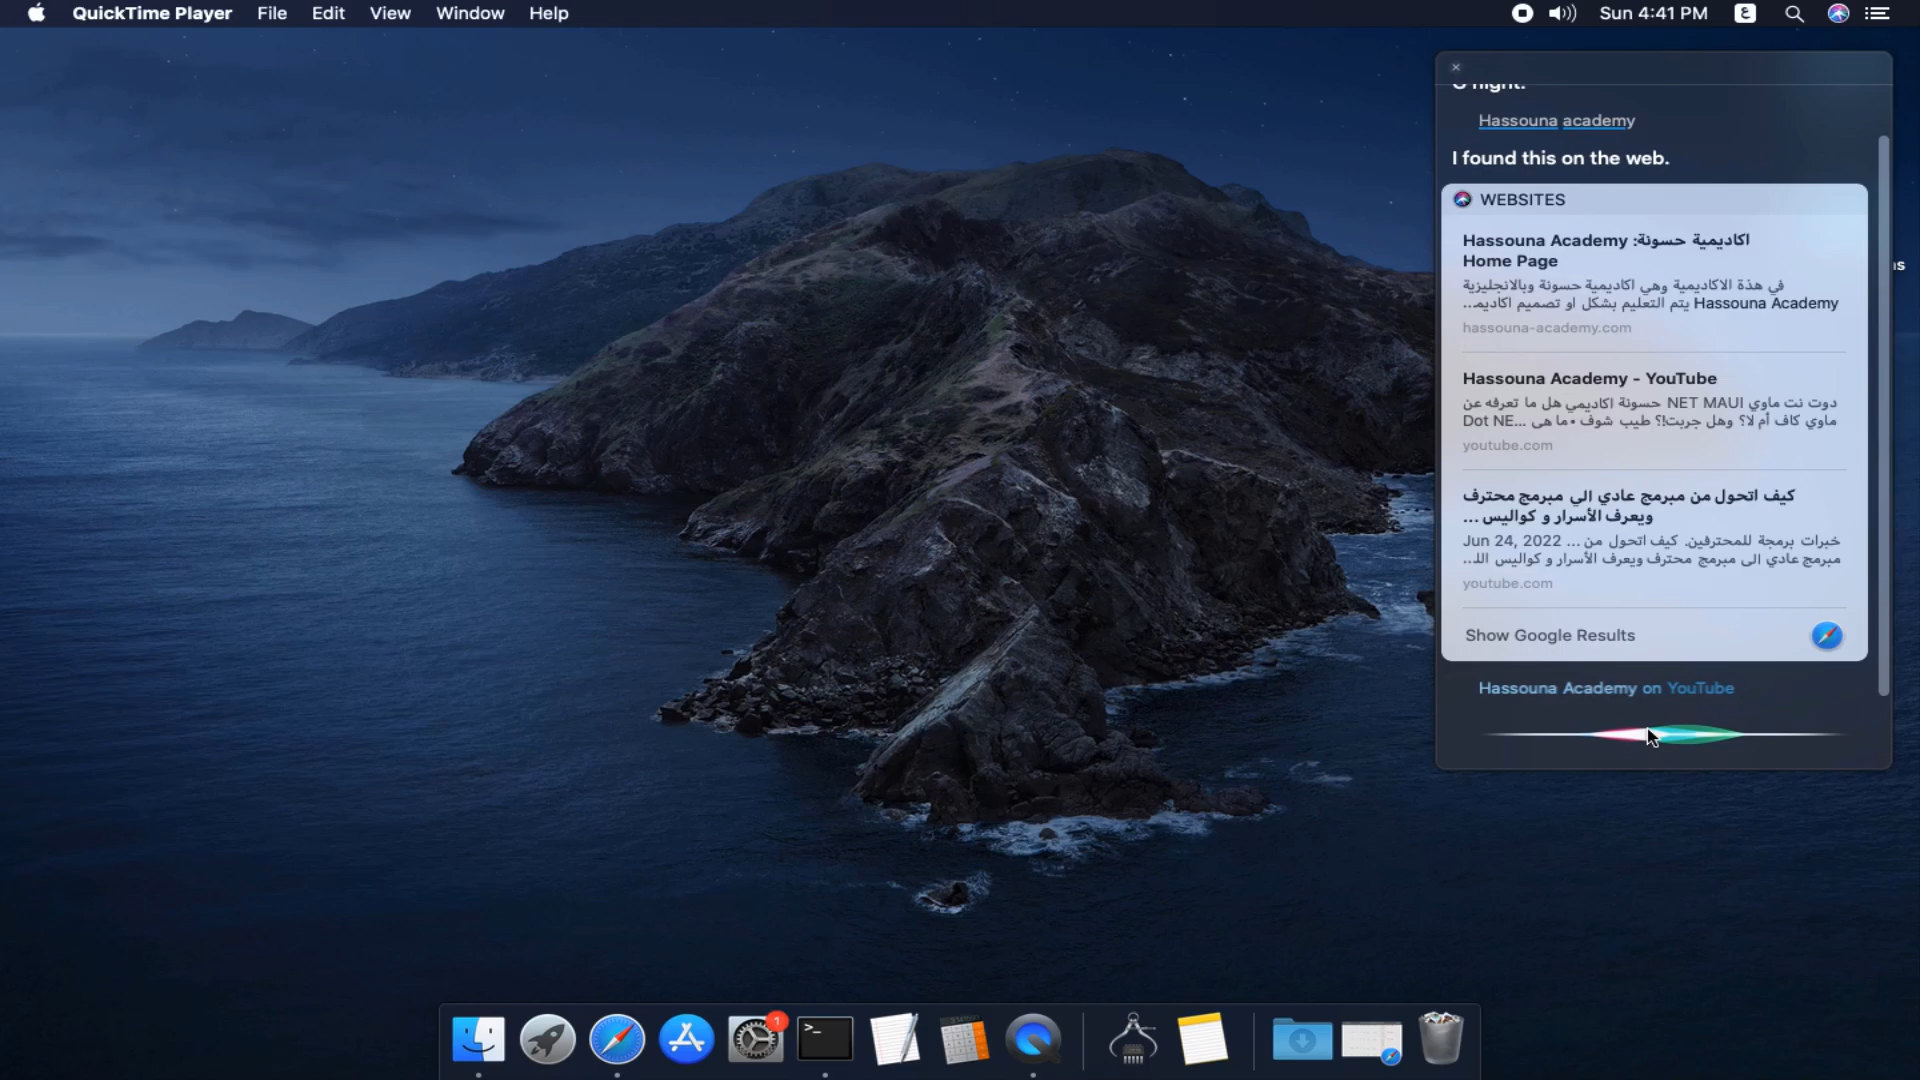 QuickTime Player File Edit View Window Help Sun 4:41 PM ع
Hassouna academy
I found this on the web.
WEBSITES
Hassouna Academy :اكاديمية حسونة
Home Page
في هذة الاكاديمية وهي اكاديمية حسونة وبالانجليزية
Hassouna Academy يتم التعليم بشكل او تصميم اكاديمـ...
hassouna-academy.com
Hassouna Academy - YouTube
دوت نت ماوي NET MAUI حسونة اكاديمي هل ما تعرفه عن
ماوي كاف أم لا؟ وهل جربت!؟ طيب شوف •ما هى ...Dot NE
youtube.com
كيف اتحول من مبرمج عادي الي مبرمج محترف
ويعرف الأسرار و كواليس ...
Jun 24, 2022 ... خبرات برمجة للمحترفين. كيف اتحول من
مبرمج عادي الى مبرمج محترف ويعرف الأسرار و كواليس اللـ...
youtube.com
Show Google Results
Hassouna Academy on YouTube
1
>_